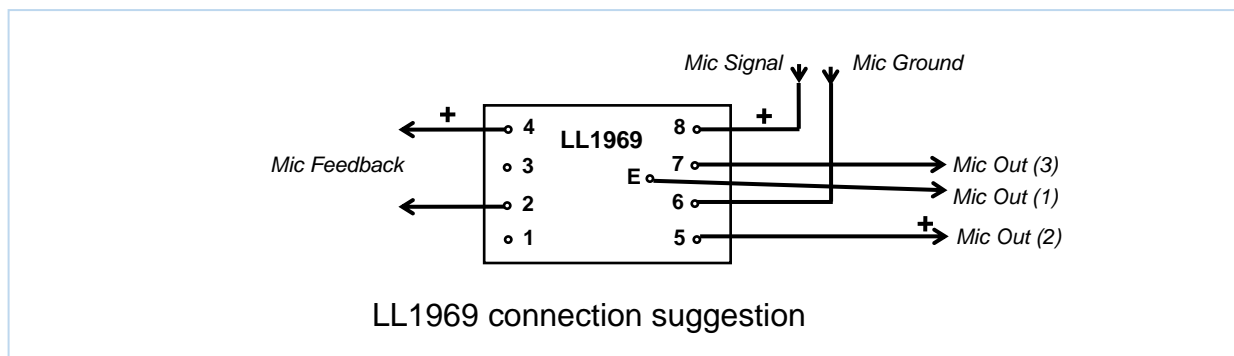 Mic Signal Mic Ground
+ 4 LL1969 8 +
Mic Feedback 3 7 Mic Out (3)
E Mic Out (1)
2 6
1 5 + Mic Out (2)
LL1969 connection suggestion